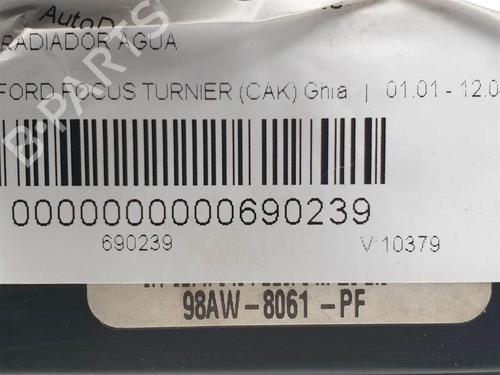 AutoD
RADIADOR AGUA
FORD FOCUS TURNIER (CAK) Ghia | 01.01 - 12.0
B-PARTS
0000000000690239
690239 V:10379
98AW-8061-PF